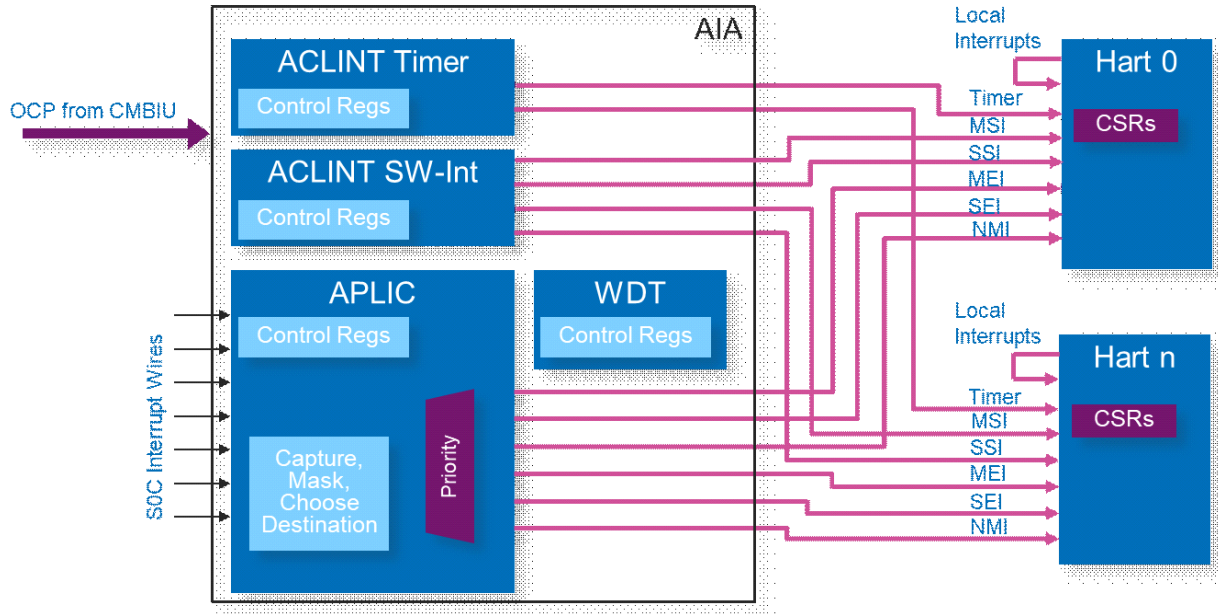 AIA
ACLINT Timer
Control Regs
OCP from CMBIU
ACLINT SW-Int
Control Regs
APLIC
Control Regs
WDT
Control Regs
SOC Interrupt Wires
Capture,
Mask,
Choose
Destination
Priority
Local
Interrupts
Hart 0
CSRs
Timer
MSI
SSI
MEI
SEI
NMI
Local
Interrupts
Hart n
CSRs
Timer
MSI
SSI
MEI
SEI
NMI